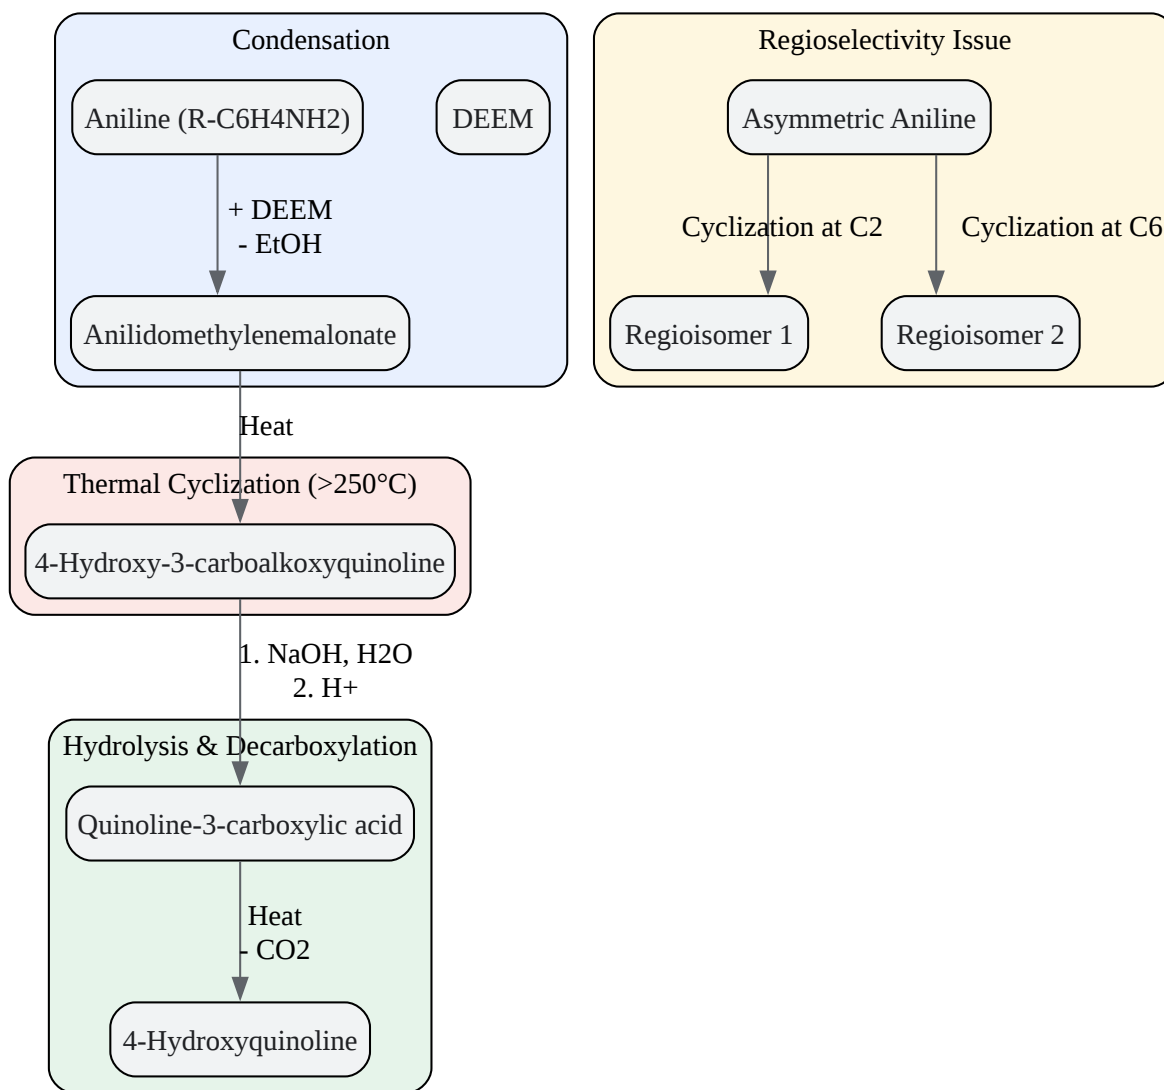 Condensation
Aniline (R-C6H4NH2)
DEEM
+ DEEM
- EtOH
Anilidomethylenemalonate
Heat
Thermal Cyclization (>250°C)
4-Hydroxy-3-carboalkoxyquinoline
1. NaOH, H2O
2. H+
Hydrolysis & Decarboxylation
Quinoline-3-carboxylic acid
Heat
- CO2
4-Hydroxyquinoline
Regioselectivity Issue
Asymmetric Aniline
Cyclization at C2
Cyclization at C6
Regioisomer 1
Regioisomer 2